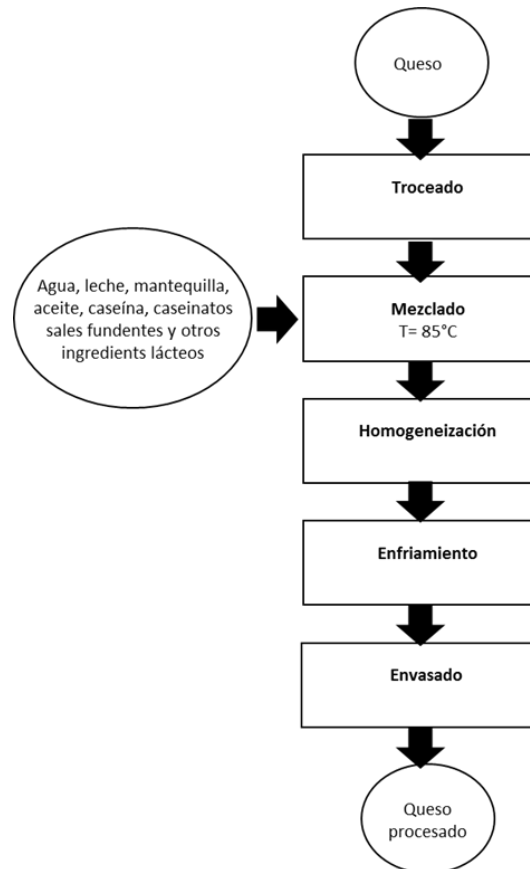 Queso
Troceado
Agua, leche, mantequilla,
aceite, caseína, caseinatos
sales fundentes y otros
ingredients lácteos
Mezclado
T= 85°C
Homogeneización
Enfriamiento
Envasado
Queso
procesado